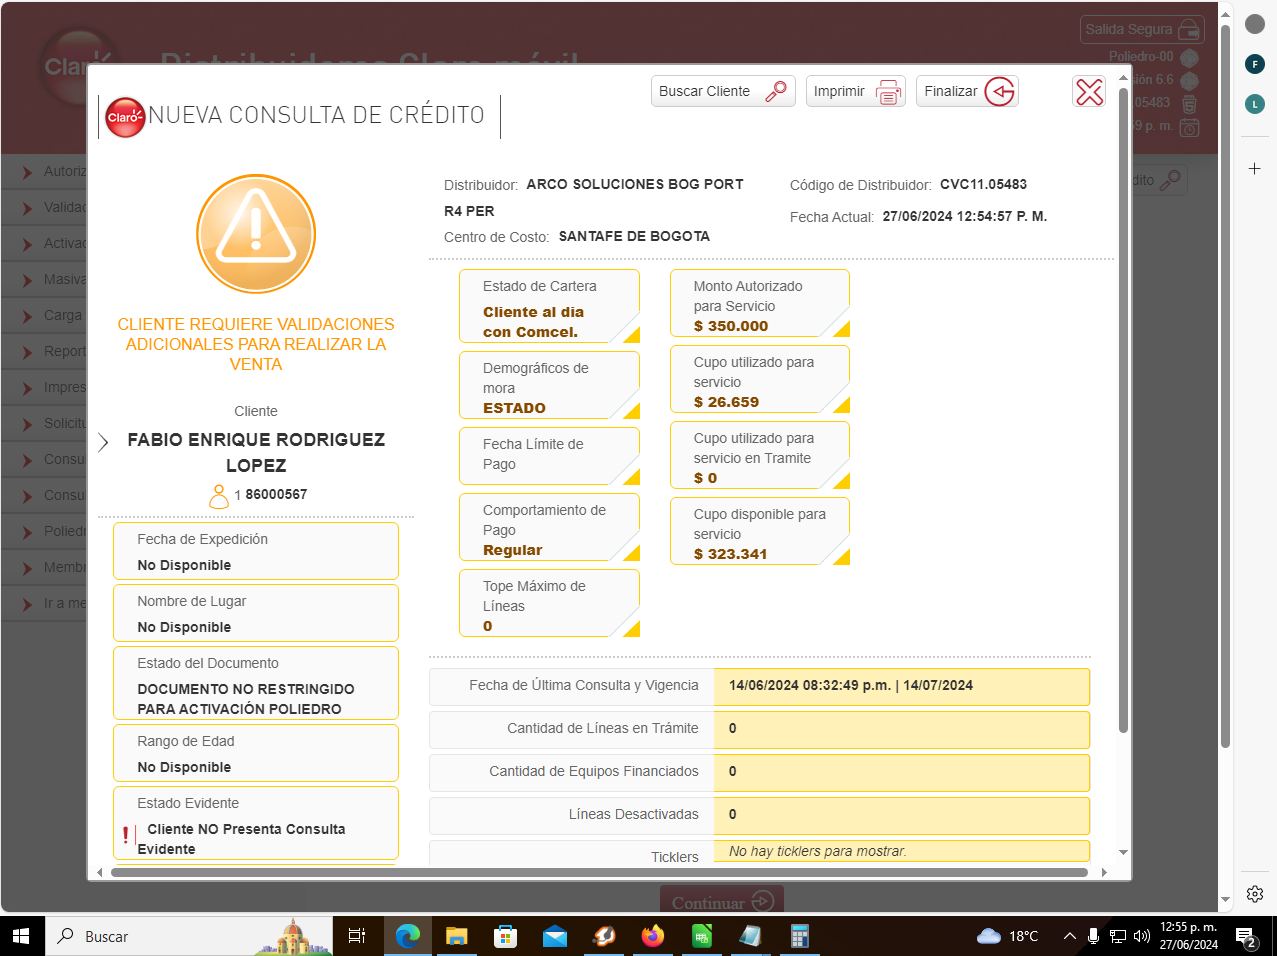 Salida Segura
Poliedro-00
Claro
sión 6.6
.05483
9 p. m.
Buscar Cliente
Imprimir
Finalizar
Claro
NUEVA CONSULTA DE CRÉDITO
Autoriz
Validac
Activac
Masiva
Carga
Report
Impres
Solicitu
Consu
Consu
Poliedr
Membr
Ir a me
dito
CLIENTE REQUIERE VALIDACIONES
ADICIONALES PARA REALIZAR LA
VENTA
Cliente
FABIO ENRIQUE RODRIGUEZ
LOPEZ
1 86000567
Fecha de Expedición
No Disponible
Nombre de Lugar
No Disponible
Estado del Documento
DOCUMENTO NO RESTRINGIDO
PARA ACTIVACIÓN POLIEDRO
Rango de Edad
No Disponible
Estado Evidente
Cliente NO Presenta Consulta
Evidente
Distribuidor: ARCO SOLUCIONES BOG PORT
R4 PER
Centro de Costo: SANTAFE DE BOGOTA
Código de Distribuidor: CVC11.05483
Fecha Actual: 27/06/2024 12:54:57 P. M.
Estado de Cartera
Cliente al día
con Comcel.
Demográficos de
mora
ESTADO
Fecha Límite de
Pago
Comportamiento de
Pago
Regular
Tope Máximo de
Líneas
0
Monto Autorizado
para Servicio
$ 350.000
Cupo utilizado para
servicio
$ 26.659
Cupo utilizado para
servicio en Tramite
$ 0
Cupo disponible para
servicio
$ 323.341
Fecha de Última Consulta y Vigencia 14/06/2024 08:32:49 p.m. | 14/07/2024
Cantidad de Líneas en Trámite 0
Cantidad de Equipos Financiados 0
Líneas Desactivadas 0
Ticklers No hay ticklers para mostrar.
Continuar
F
L
Buscar
18°C
12:55 p. m.
27/06/2024
2